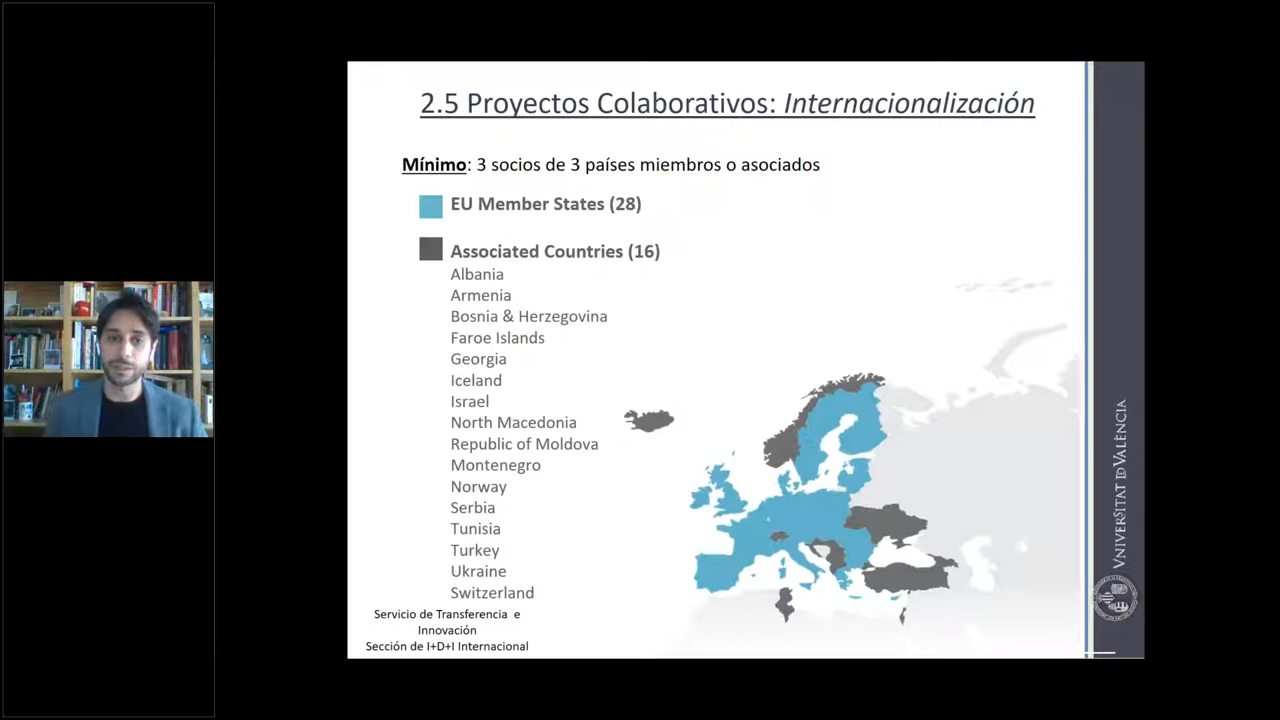 2.5 Proyectos Colaborativos: Internacionalización
Mínimo: 3 socios de 3 países miembros o asociados
EU Member States (28)
Associated Countries (16)
Albania
Armenia
Bosnia & Herzegovina
Faroe Islands
Georgia
Iceland
Israel
North Macedonia
Republic of Moldova
Montenegro
Norway
Serbia
Tunisia
Turkey
Ukraine
Switzerland
Servicio de Transferencia e
Innovación
Sección de I+D+I Internacional
VNIVERSITAT ID VALÈNCIA